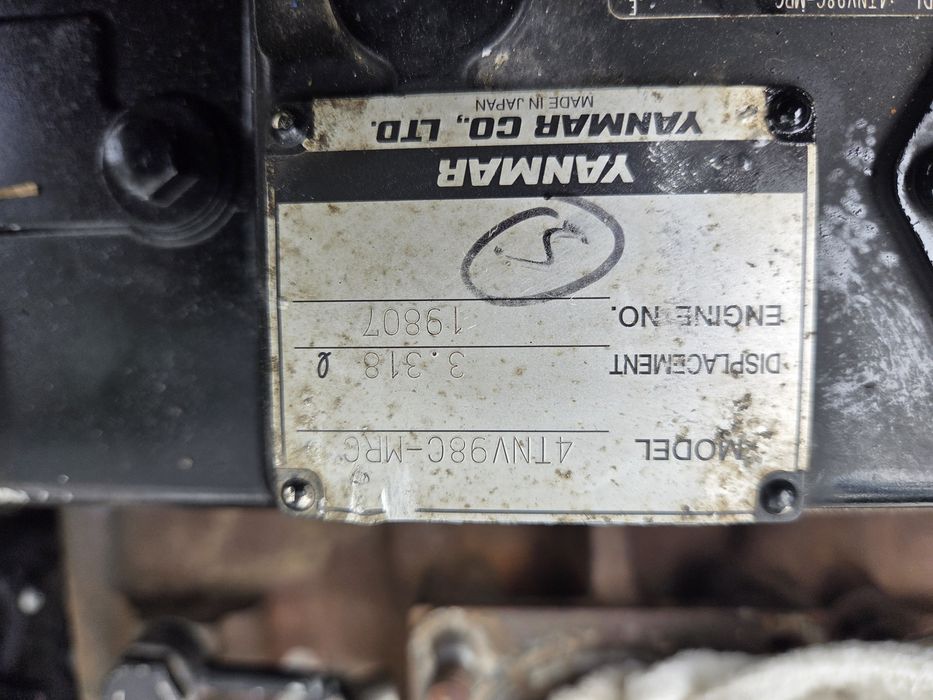 MODEL 4TNV98C-MRC
DISPLACEMENT 3.318 ℓ
ENGINE NO. 19807
YANMAR
YANMAR CO., LTD.
MADE IN JAPAN